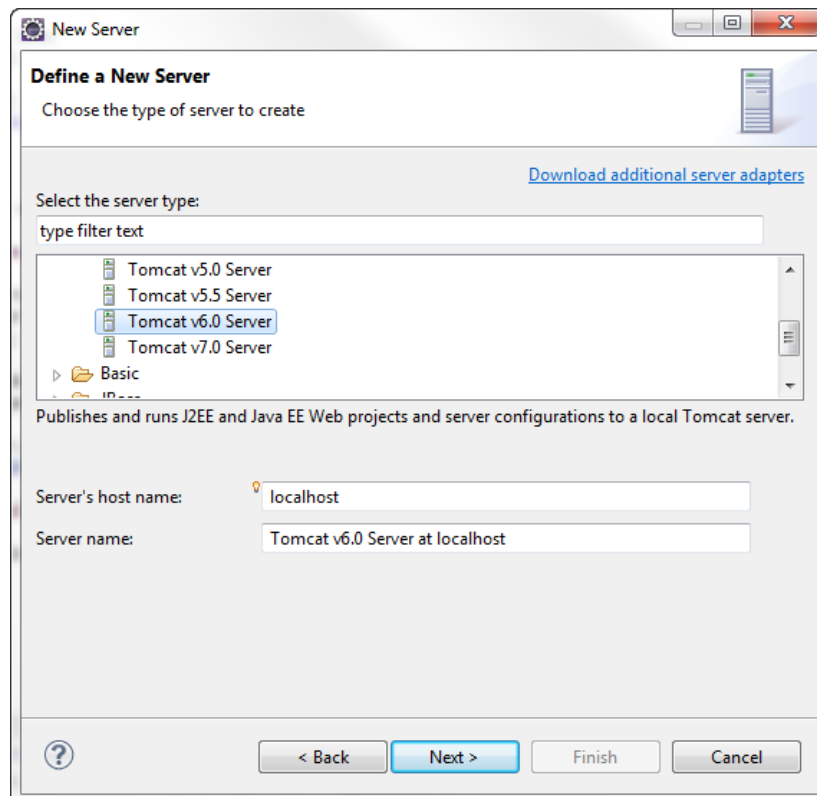 New Server
Define a New Server
Choose the type of server to create
Download additional server adapters
Select the server type:
type filter text
Tomcat v5.0 Server
Tomcat v5.5 Server
Tomcat v6.0 Server
Tomcat v7.0 Server
Basic
Publishes and runs J2EE and Java EE Web projects and server configurations to a local Tomcat server.
Server's host name: localhost
Server name: Tomcat v6.0 Server at localhost
? < Back Next > Finish Cancel